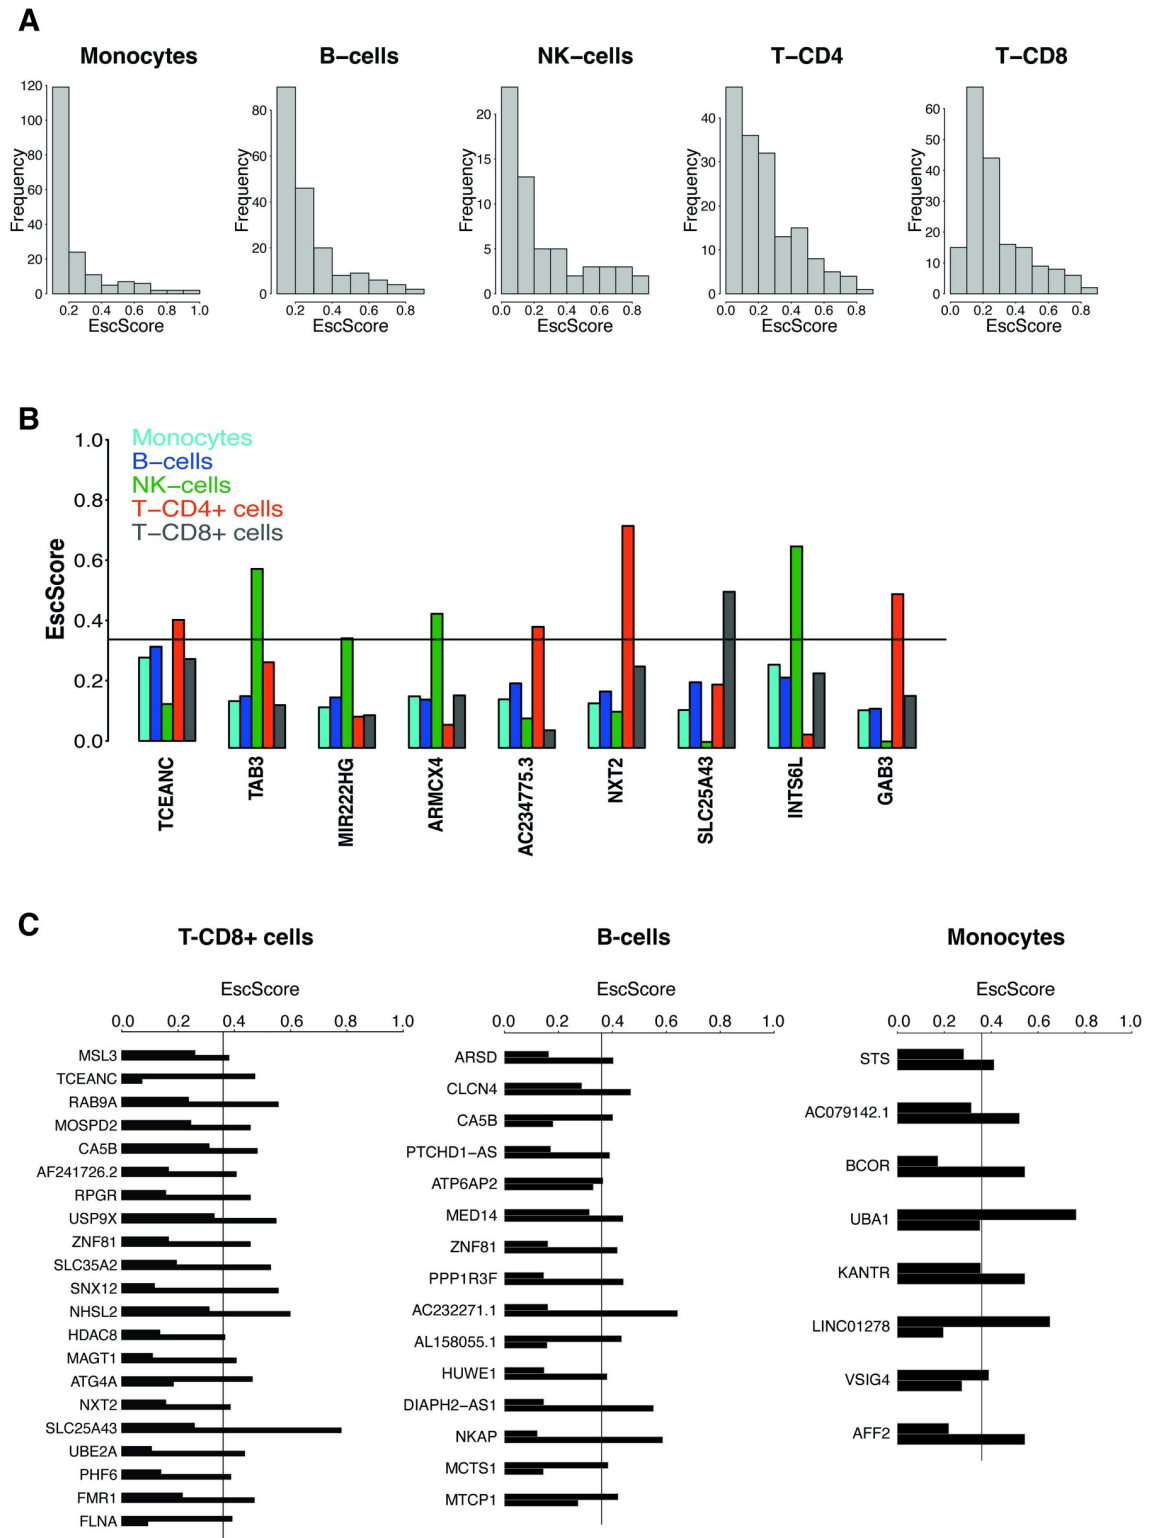 A
Monocytes B−cells NK−cells T−CD4 T−CD8
Frequency
0 20 40 60 80 100 120
0.2 0.4 0.6 0.8 1.0
EscScore
Frequency
0 20 40 60 80
0.2 0.4 0.6 0.8
EscScore
Frequency
0 5 10 15 20
0.0 0.2 0.4 0.6 0.8
EscScore
Frequency
0 10 20 30 40
0.0 0.2 0.4 0.6 0.8
EscScore
Frequency
0 10 20 30 40 50 60
0.0 0.2 0.4 0.6 0.8
EscScore
B
EscScore
1.0
0.8
0.6
0.4
0.2
0.0
Monocytes
B−cells
NK−cells
T−CD4+ cells
T−CD8+ cells
TCEANC
TAB3
MIR222HG
ARMCX4
AC234775.3
NXT2
SLC25A43
INTS6L
GAB3
C
T-CD8+ cells
EscScore
0.0 0.2 0.4 0.6 0.8 1.0
MSL3
TCEANC
RAB9A
MOSPD2
CA5B
AF241726.2
RPGR
USP9X
ZNF81
SLC35A2
SNX12
NHSL2
HDAC8
MAGT1
ATG4A
NXT2
SLC25A43
UBE2A
PHF6
FMR1
FLNA
B-cells
EscScore
0.0 0.2 0.4 0.6 0.8 1.0
ARSD
CLCN4
CA5B
PTCHD1−AS
ATP6AP2
MED14
ZNF81
PPP1R3F
AC232271.1
AL158055.1
HUWE1
DIAPH2−AS1
NKAP
MCTS1
MTCP1
Monocytes
EscScore
0.0 0.2 0.4 0.6 0.8 1.0
STS
AC079142.1
BCOR
UBA1
KANTR
LINC01278
VSIG4
AFF2